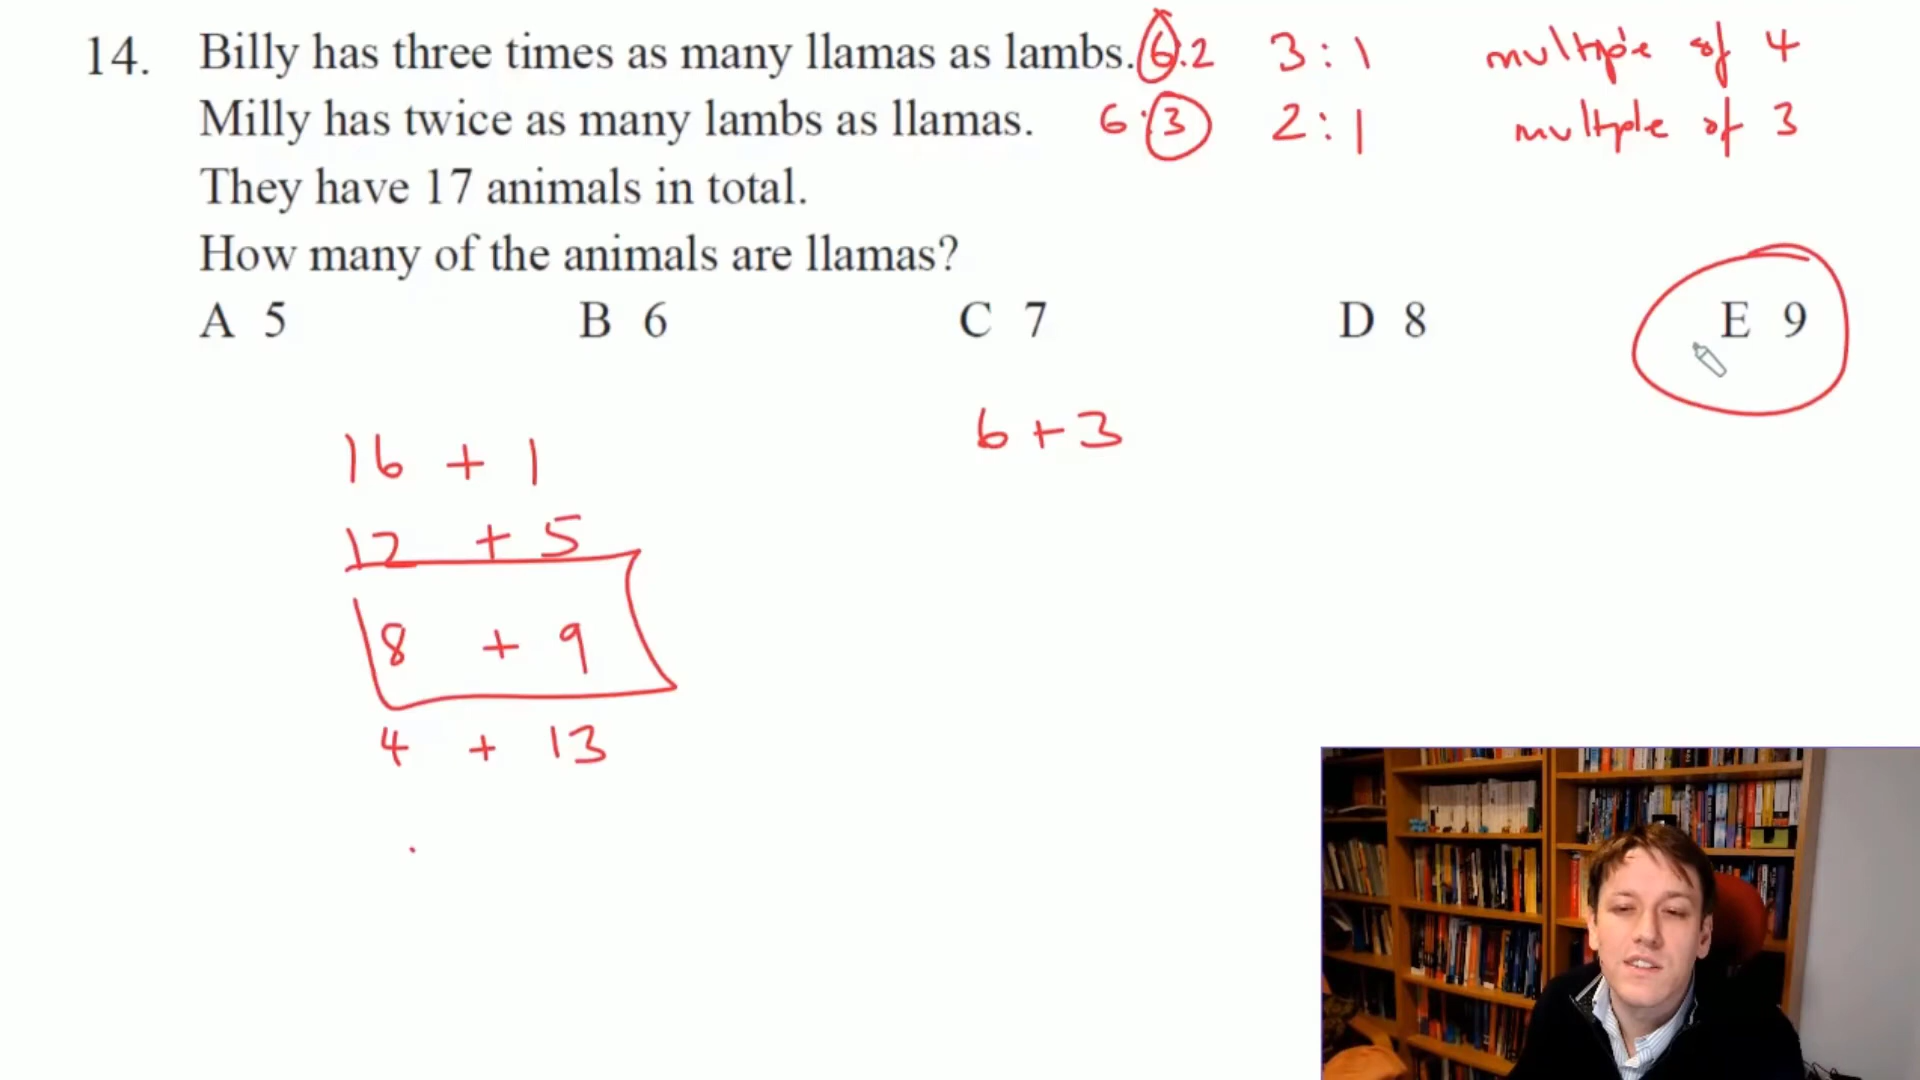 14. Billy has three times as many llamas as lambs. 6:2 3:1 multiple of 4
Milly has twice as many lambs as llamas. 6:3 2:1 multiple of 3
They have 17 animals in total.
How many of the animals are llamas?
A 5 B 6 C 7 D 8 E 9
6+3
16 + 1
12 + 5
8 + 9
4 + 13